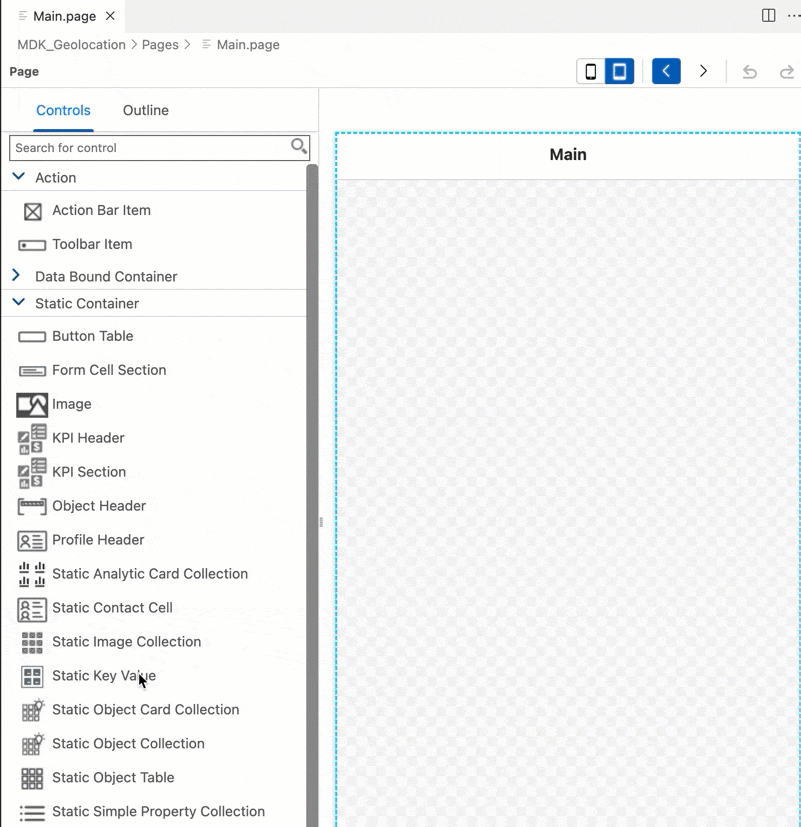 Main.page
MDK_Geolocation > Pages > Main.page
Page
Controls Outline
Search for control
Main
Action
Action Bar Item
Toolbar Item
Data Bound Container
Static Container
Button Table
Form Cell Section
Image
KPI Header
KPI Section
Object Header
Profile Header
Static Analytic Card Collection
Static Contact Cell
Static Image Collection
Static Key Value
Static Object Card Collection
Static Object Collection
Static Object Table
Static Simple Property Collection